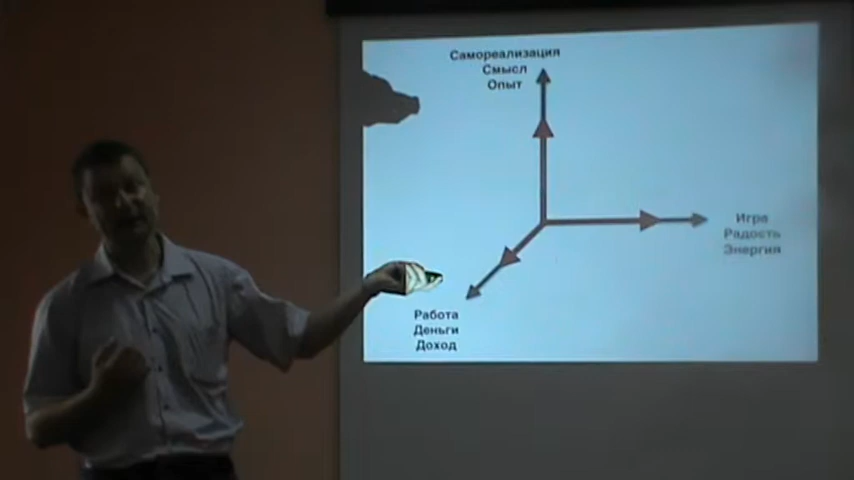 Самореализация
Смысл
Опыт
Игра
Радость
Энергия
Работа
Деньги
Доход